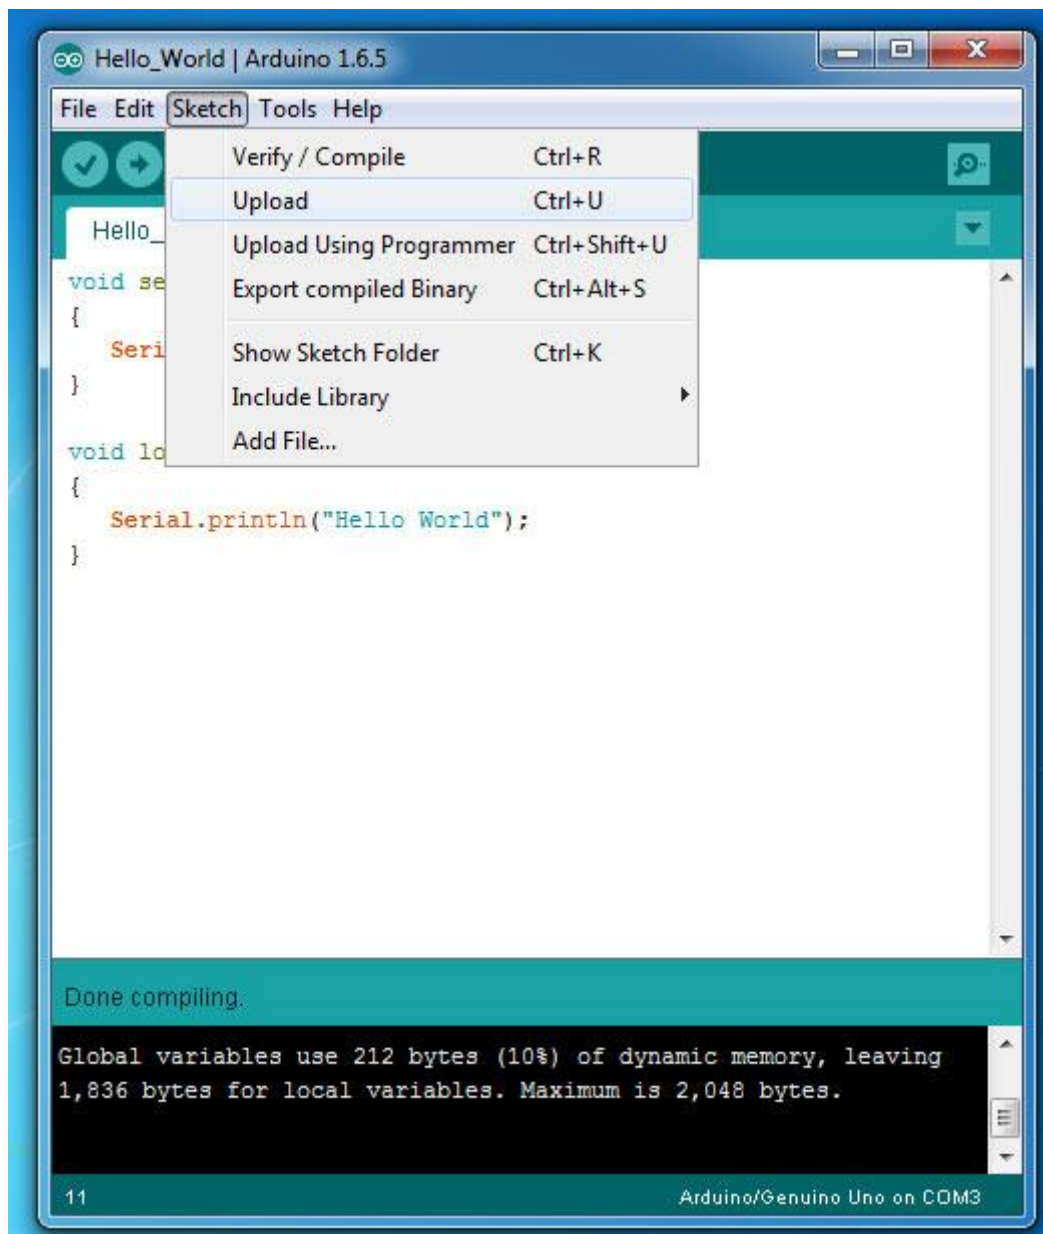 Hello_World | Arduino 1.6.5
File Edit Sketch Tools Help
Verify / Compile Ctrl+R
Upload Ctrl+U
Upload Using Programmer Ctrl+Shift+U
Export compiled Binary Ctrl+Alt+S
Show Sketch Folder Ctrl+K
Include Library
Add File...
Hello_
void se
{
Seri
}
void lo
{
Serial.println("Hello World");
}
Done compiling.
Global variables use 212 bytes (10%) of dynamic memory, leaving
1,836 bytes for local variables. Maximum is 2,048 bytes.
11 Arduino/Genuino Uno on COM3